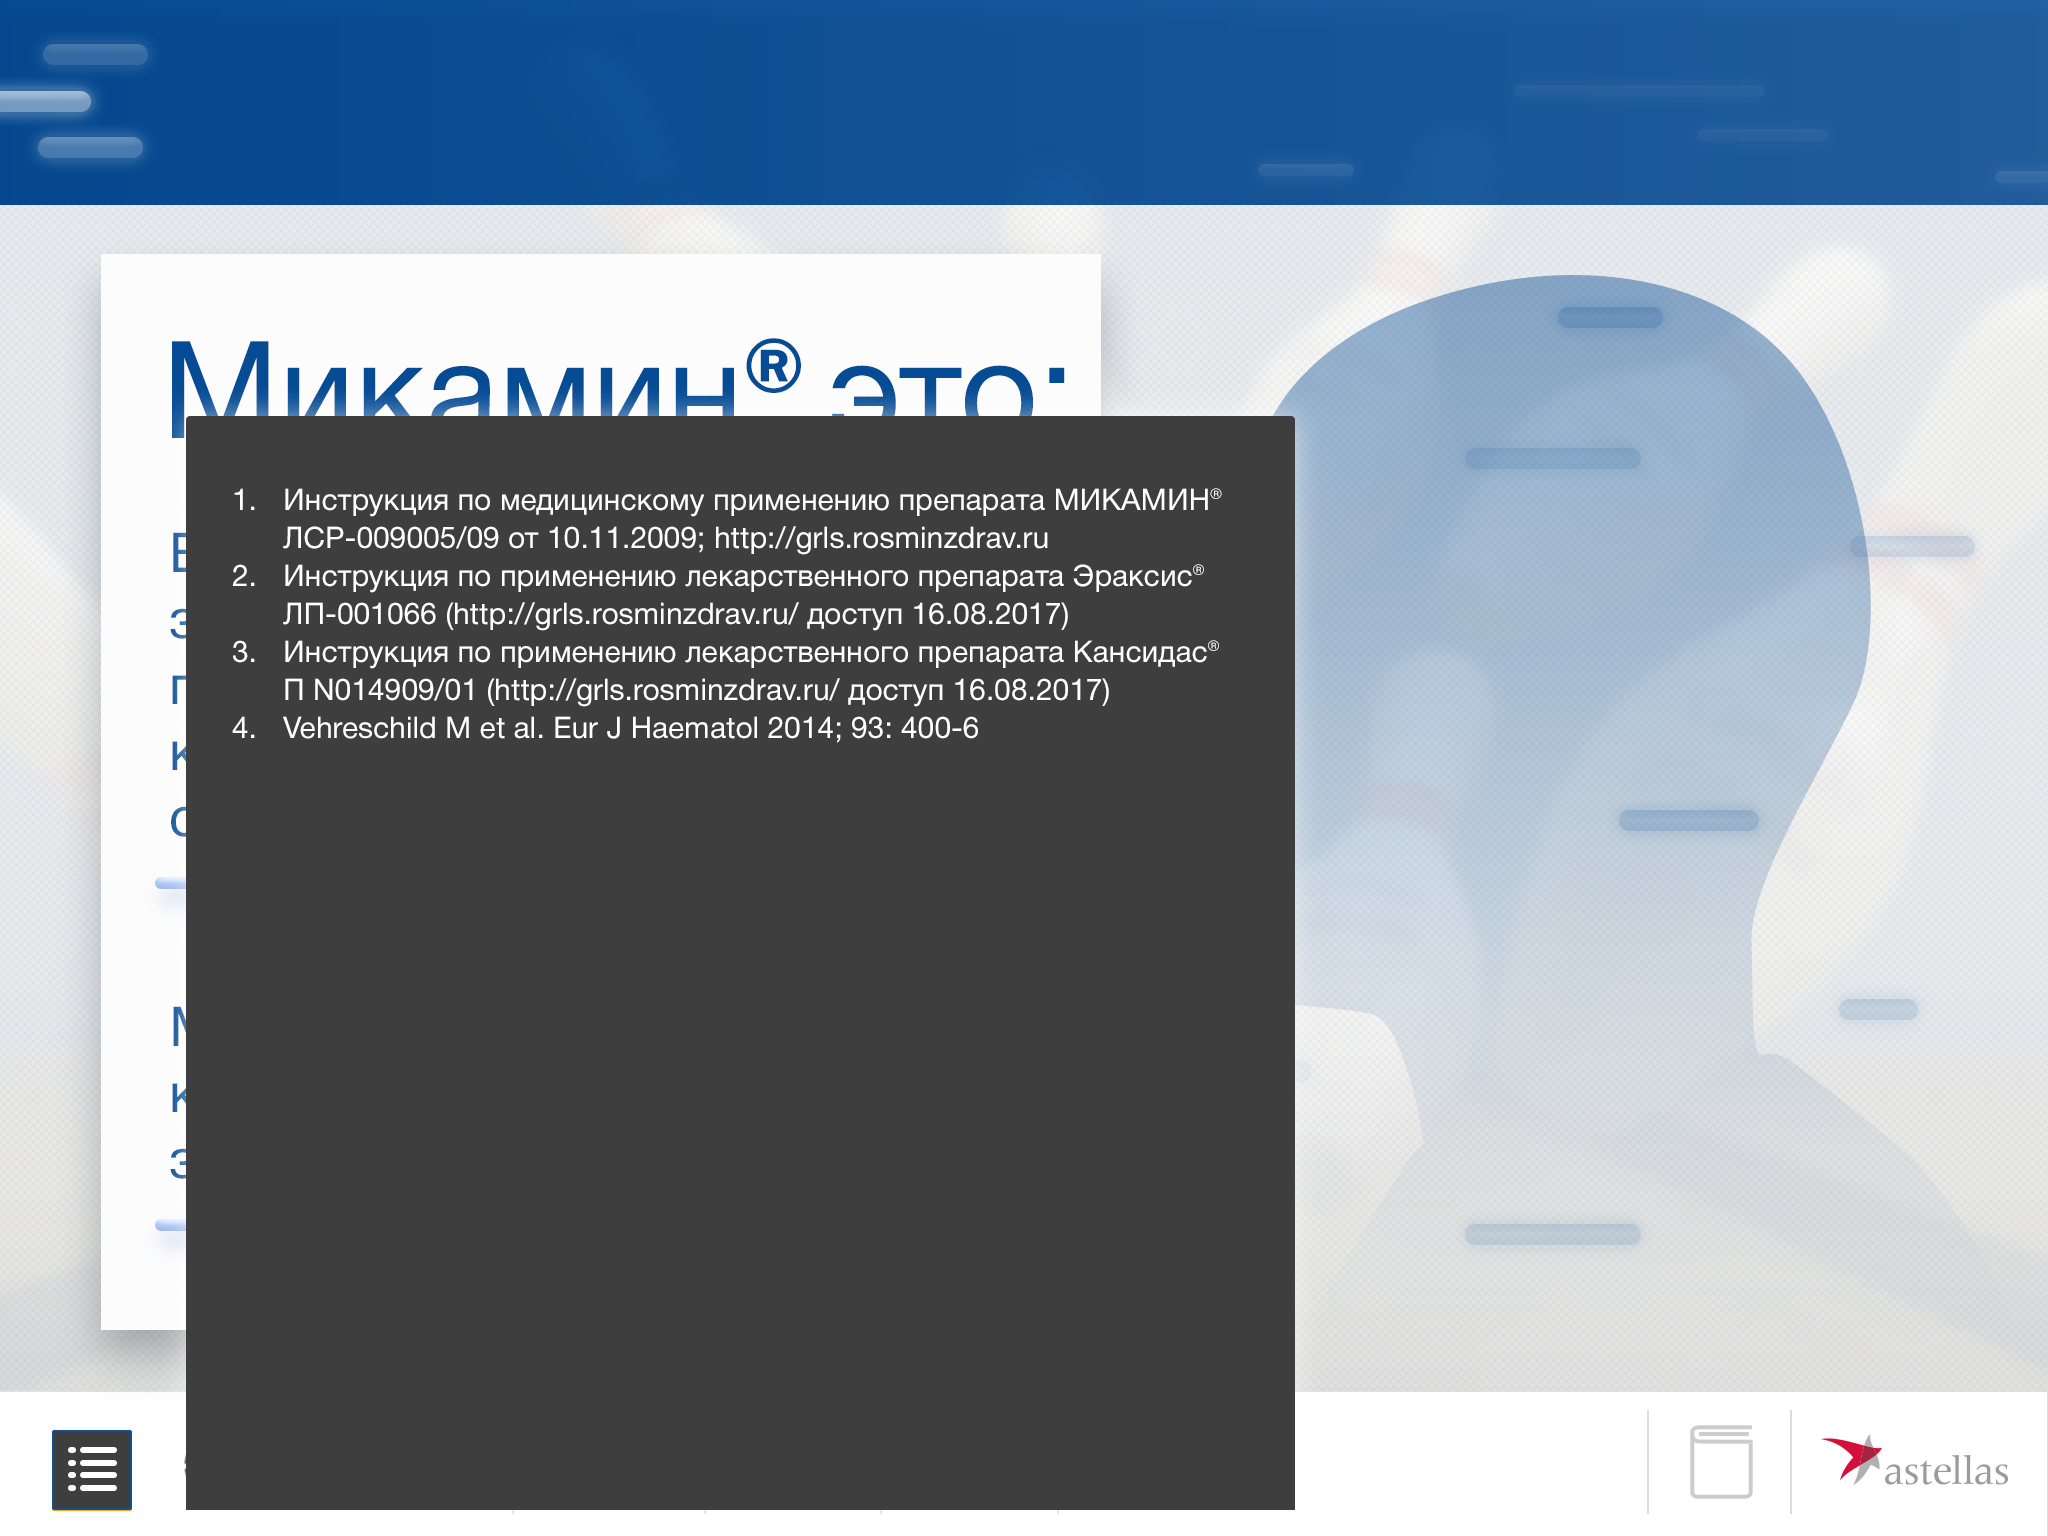 Микамин® это:
1. Инструкция по медицинскому применению препарата МИКАМИН®
ЛСР-009005/09 от 10.11.2009; http://grls.rosminzdrav.ru
2. Инструкция по применению лекарственного препарата Эраксис®
ЛП-001066 (http://grls.rosminzdrav.ru/ доступ 16.08.2017)
3. Инструкция по применению лекарственного препарата Кансидас®
П N014909/01 (http://grls.rosminzdrav.ru/ доступ 16.08.2017)
4. Vehreschild M et al. Eur J Haematol 2014; 93: 400-6
astellas